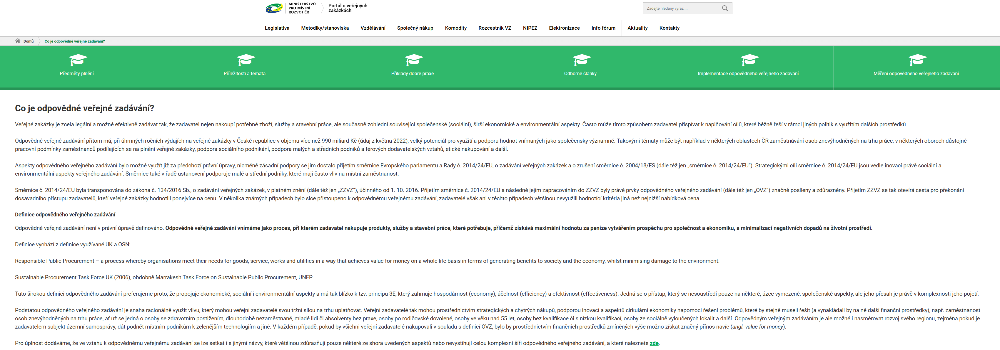 MINISTERSTVO
PRO MÍSTNÍ
ROZVOJ ČR
Portál o veřejných
zakázkách
Zadejte hledaný výraz ...
Legislativa Metodiky/stanoviska Vzdělávání Společný nákup Komodity Rozcestník VZ NIPEZ Elektronizace Info fórum Aktuality Kontakty
Domů Co je odpovědné veřejné zadávání?
Předměty plnění Příležitosti a témata Příklady dobré praxe Odborné články Implementace odpovědného veřejného zadávání Měření odpovědného veřejného zadávání
Co je odpovědné veřejné zadávání?
Veřejné zakázky je zcela legální a možné efektivně zadávat tak, že zadavatel nejen nakoupí potřebné zboží, služby a stavební práce, ale současně zohlední související společenské (sociální), širší ekonomické a environmentální aspekty. Často může tímto způsobem zadavatel přispívat k naplňování cílů, které běžně řeší v rámci jiných politik s využitím dalších prostředků.
Odpovědné veřejné zadávání přitom má, při úhrnných ročních výdajích na veřejné zakázky v České republice v objemu více než 990 miliard Kč (údaj z května 2022), velký potenciál pro využití a podporu hodnot vnímaných jako společensky významné. Takovými tématy může být například v některých oblastech ČR zaměstnávání osob znevýhodněných na trhu práce, v některých oborech důstojné
pracovní podmínky zaměstnanců podílejících se na plnění veřejné zakázky, podpora sociálního podnikání, podpora malých a středních podniků a férových dodavatelských vztahů, etické nakupování a další.
Aspekty odpovědného veřejného zadávání bylo možné využít již za předchozí právní úpravy, nicméně zásadní podpory se jim dostalo přijetím směrnice Evropského parlamentu a Rady č. 2014/24/EU, o zadávání veřejných zakázek a o zrušení směrnice č. 2004/18/ES (dále též jen „směrnice č. 2014/24/EU“). Strategickými cíli směrnice č. 2014/24/EU jsou vedle inovací právě sociální a
environmentální aspekty veřejného zadávání. Směrnice také v řadě ustanovení podporuje malé a střední podniky, které mají často vliv na místní zaměstnanost.
Směrnice č. 2014/24/EU byla transponována do zákona č. 134/2016 Sb., o zadávání veřejných zakázek, v platném znění (dále též jen „ZZVZ“), účinného od 1. 10. 2016. Přijetím směrnice č. 2014/24/EU a následně jejím zapracováním do ZZVZ byly právě prvky odpovědného veřejného zadávání (dále též jen „OVZ“) značně posíleny a zdůrazněny. Přijetím ZZVZ se tak otevírá cesta pro překonání
dosavadního přístupu zadavatelů, kteří veřejné zakázky hodnotili ponejvíce na cenu. V několika známých případech bylo sice přistoupeno k odpovědnému veřejnému zadávání, zadavatelé však ani v těchto případech většinou nevyužili hodnotící kritéria jiná než nejnižší nabídková cena.
Definice odpovědného veřejného zadávání
Odpovědné veřejné zadávání není v právní úpravě definováno. Odpovědné veřejné zadávání vnímáme jako proces, při kterém zadavatel nakupuje produkty, služby a stavební práce, které potřebuje, přičemž získává maximální hodnotu za peníze vytvářením prospěchu pro společnost a ekonomiku, a minimalizací negativních dopadů na životní prostředí.
Definice vychází z definice využívané UK a OSN:
Responsible Public Procurement – a process whereby organisations meet their needs for goods, service, works and utilities in a way that achieves value for money on a whole life basis in terms of generating benefits to society and the economy, whilst minimising damage to the environment.
Sustainable Procurement Task Force UK (2006), obdobně Marrakesh Task Force on Sustainable Public Procurement, UNEP
Tuto širokou definici odpovědného zadávání preferujeme proto, že propojuje ekonomické, sociální i environmentální aspekty a má tak blízko k tzv. principu 3E, který zahrnuje hospodárnost (economy), účelnost (efficiency) a efektivnost (effectiveness). Jedná se o přístup, který se nesoustředí pouze na některé, úzce vymezené, společenské aspekty, ale jeho přesah je právě v komplexnosti jeho pojetí.
Podstatou odpovědného veřejného zadávání je snaha racionálně využít vlivu, který mohou veřejní zadavatelé svou tržní silou na trhu uplatňovat. Veřejní zadavatelé tak mohou prostřednictvím strategických a chytrých nákupů, podporou inovací a aspektů cirkulární ekonomiky napomoci řešení problémů, které by stejně museli řešit (a vynakládali by na ně další finanční prostředky), např. zaměstnanost
osob znevýhodněných na trhu práce, ať už se jedná o osoby se zdravotním postižením, dlouhodobě nezaměstnané, mladé lidi či absolventy bez praxe, osoby po rodičovské dovolené, osoby ve věku nad 55 let, osoby bez kvalifikace či s nízkou kvalifikací, osoby ze sociálně vyloučených lokalit a další. Odpovědným veřejným zadáváním je ale možné i nasměrovat rozvoj svého regionu, zejména pokud je
zadavatelem subjekt územní samosprávy, dát podnět místním podnikům k zelenějším technologiím a jiné. V každém případě, pokud by všichni veřejní zadavatelé nakupovali v souladu s definicí OVZ, bylo by prostřednictvím finančních prostředků zmíněných výše možno získat značný přínos navíc (angl. value for money).
Pro úplnost dodáváme, že ve vztahu k odpovědnému veřejnému zadávání se lze setkat i s jinými názvy, které většinou zdůrazňují pouze některé ze shora uvedených aspektů nebo nevystihují celou komplexní šíři odpovědného veřejného zadávání, a které naleznete zde.